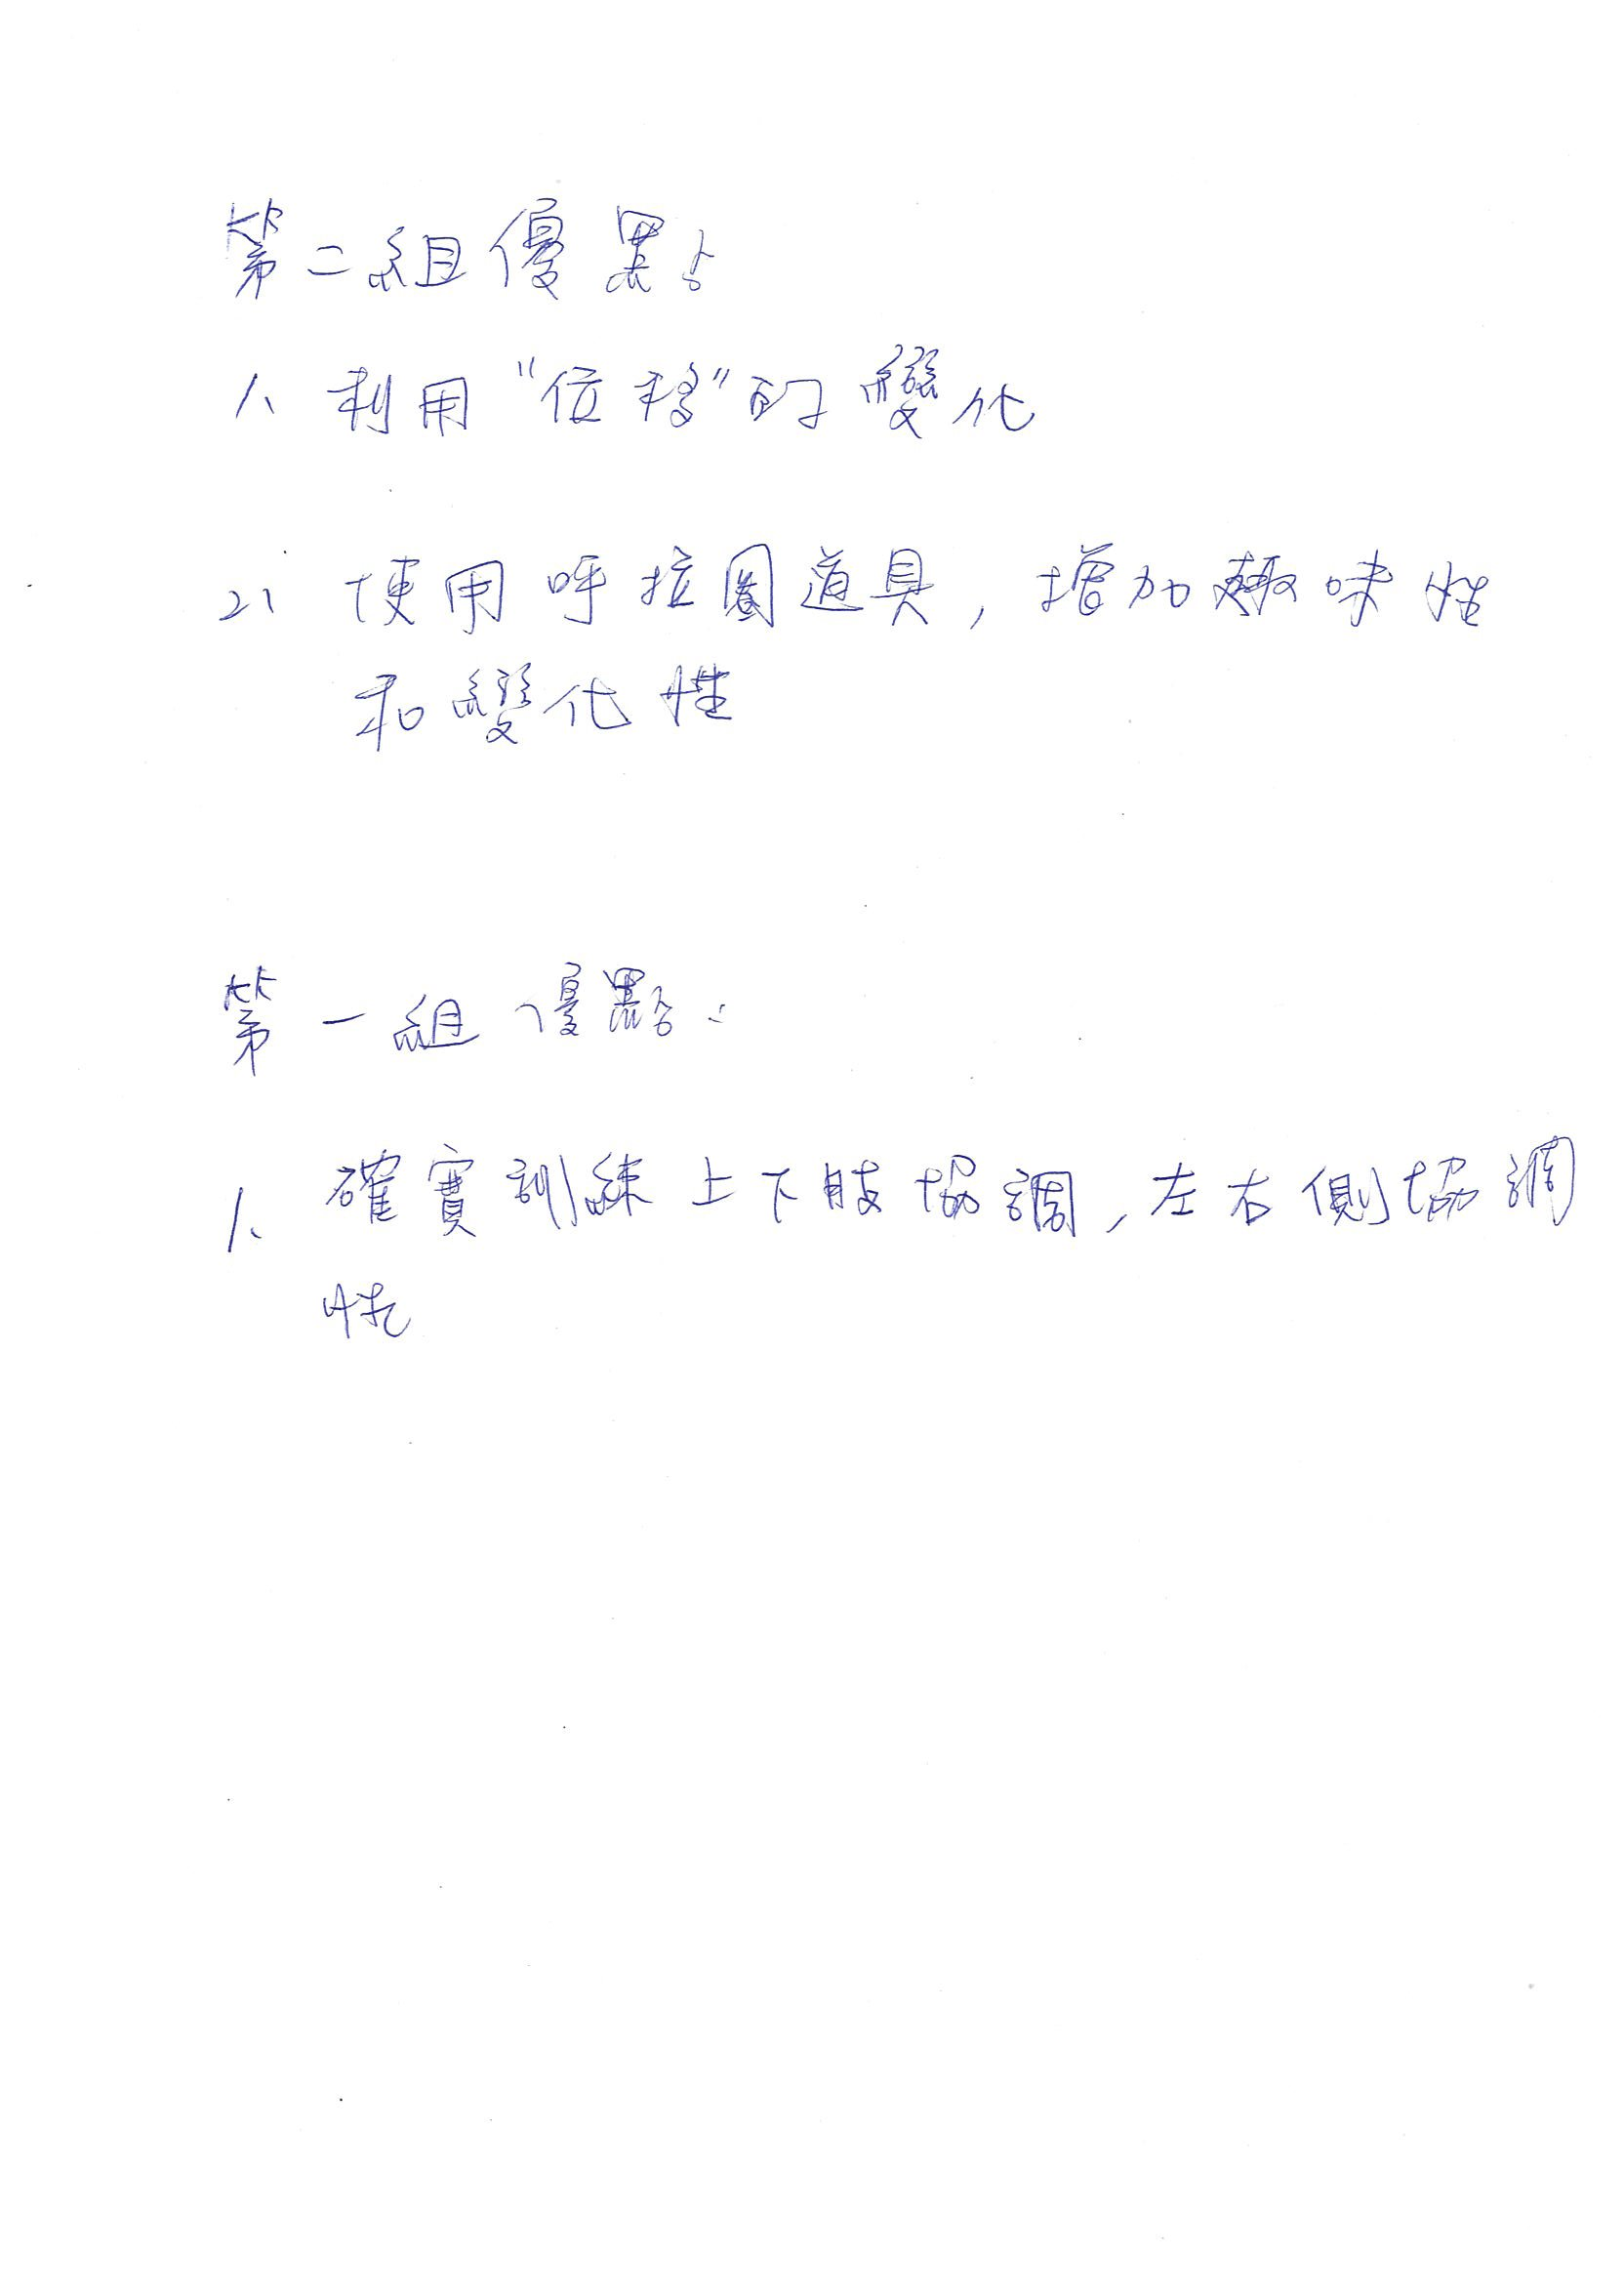 第二組優點
1、利用"位移"的變化
2、使用呼拉圈道具,增加趣味性
和變化性
第一組優點:
1、確實訓練上下肢協調,左右側協調
性